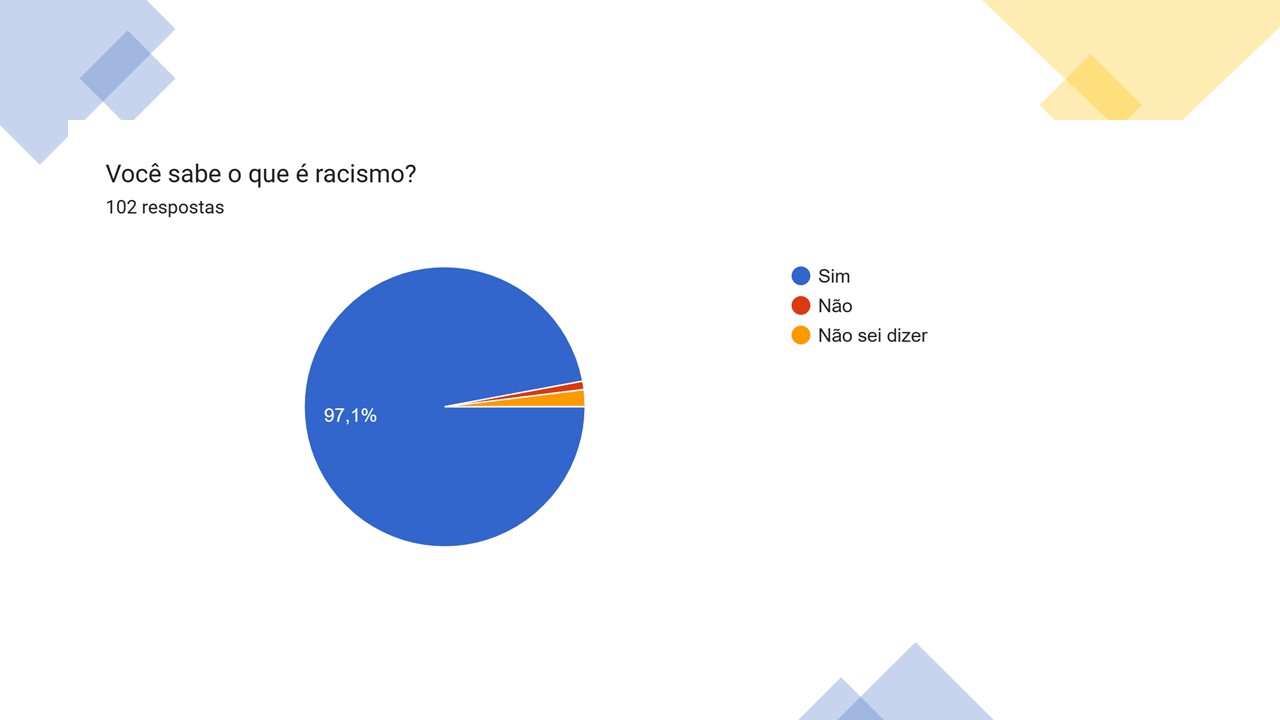 Você sabe o que é racismo?
102 respostas
Sim
Não
Não sei dizer
97,1%